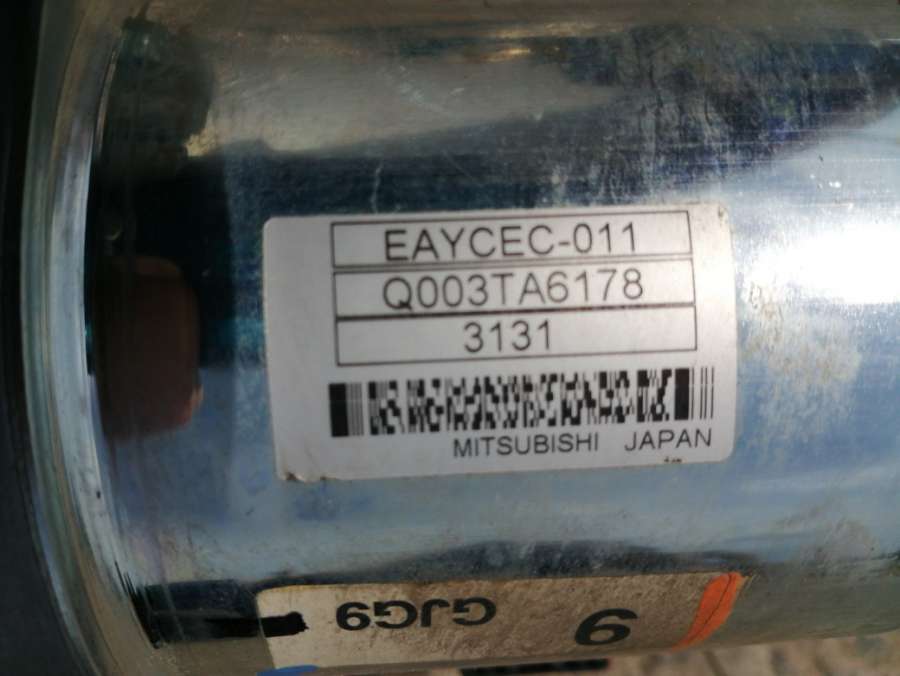 EAYCEC-011
Q003TA6178
3131
MITSUBISHI JAPAN
GJG9
9